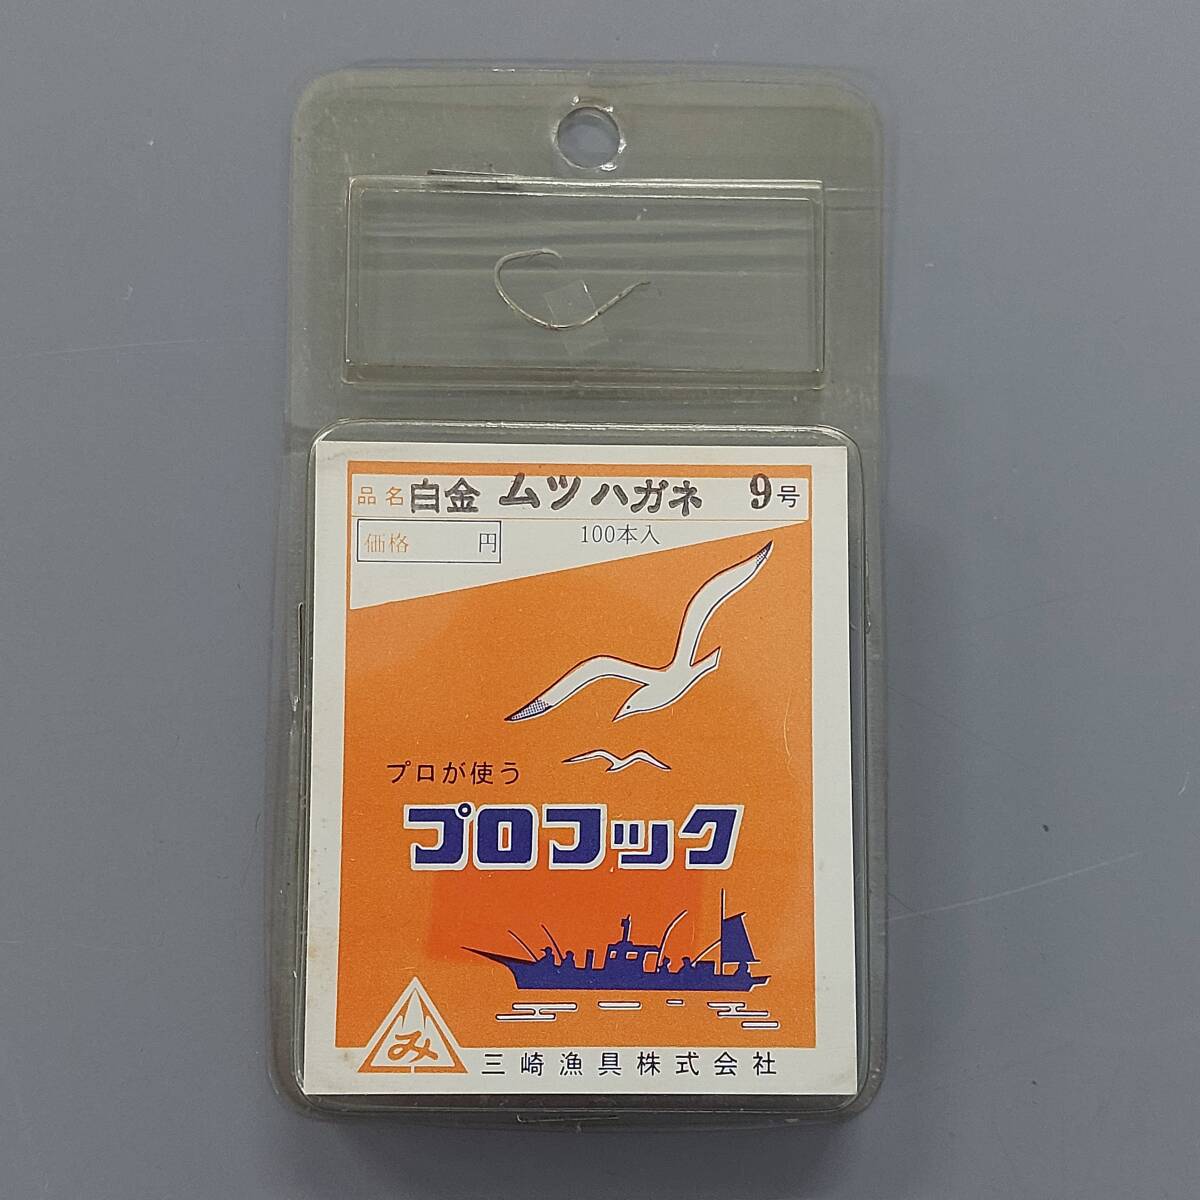 品名 白金 ムツ ハガネ 9号
価格 円 100本入
プロが使う
プロフック
み 三崎漁具株式会社